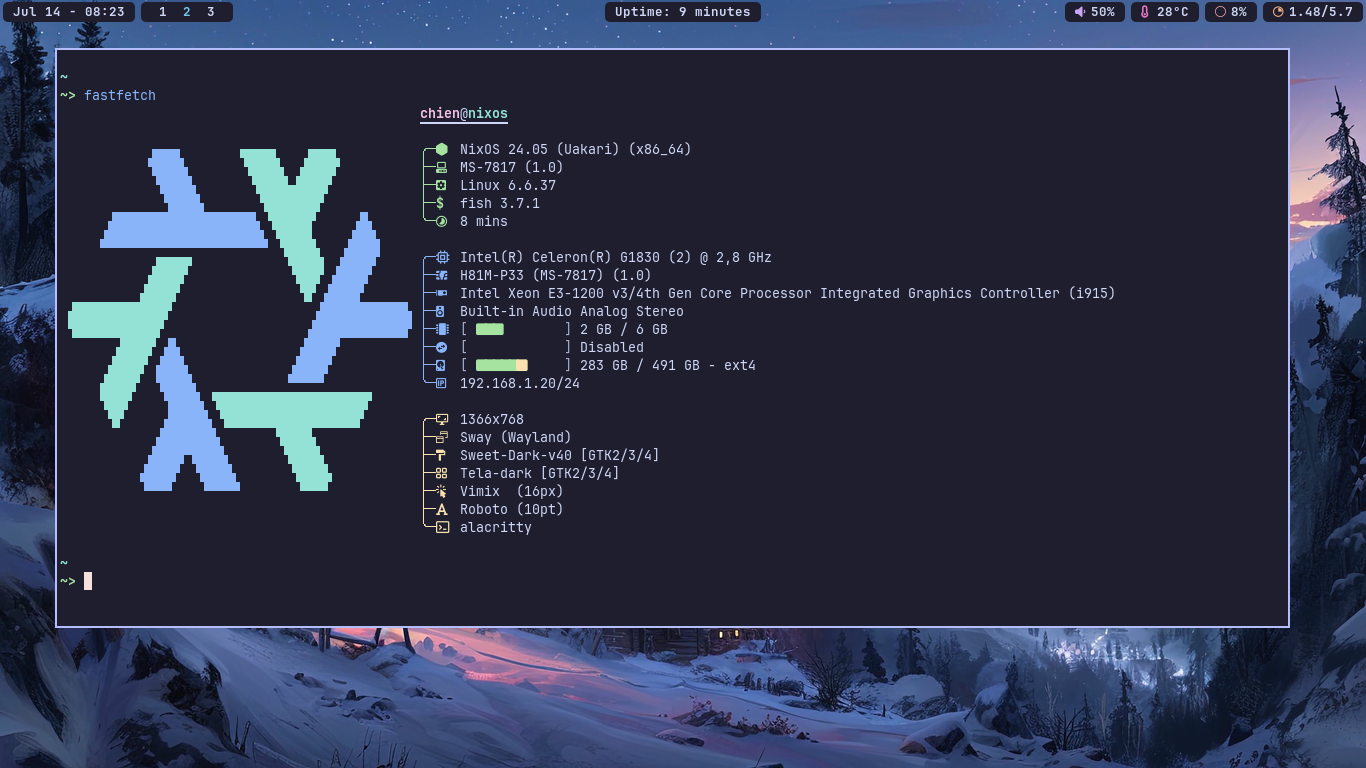 Jul 14 - 08:23 1 2 3 Uptime: 9 minutes 50% 28°C 8% 1.48/5.7
~
~> fastfetch
chien@nixos
NixOS 24.05 (Uakari) (x86_64)
MS-7817 (1.0)
Linux 6.6.37
$ fish 3.7.1
8 mins
Intel(R) Celeron(R) G1830 (2) @ 2,8 GHz
H81M-P33 (MS-7817) (1.0)
Intel Xeon E3-1200 v3/4th Gen Core Processor Integrated Graphics Controller (i915)
Built-in Audio Analog Stereo
[ ] 2 GB / 6 GB
[ ] Disabled
[ ] 283 GB / 491 GB - ext4
IP 192.168.1.20/24
1366x768
Sway (Wayland)
Sweet-Dark-v40 [GTK2/3/4]
Tela-dark [GTK2/3/4]
Vimix (16px)
A Roboto (10pt)
alacritty
~
~>